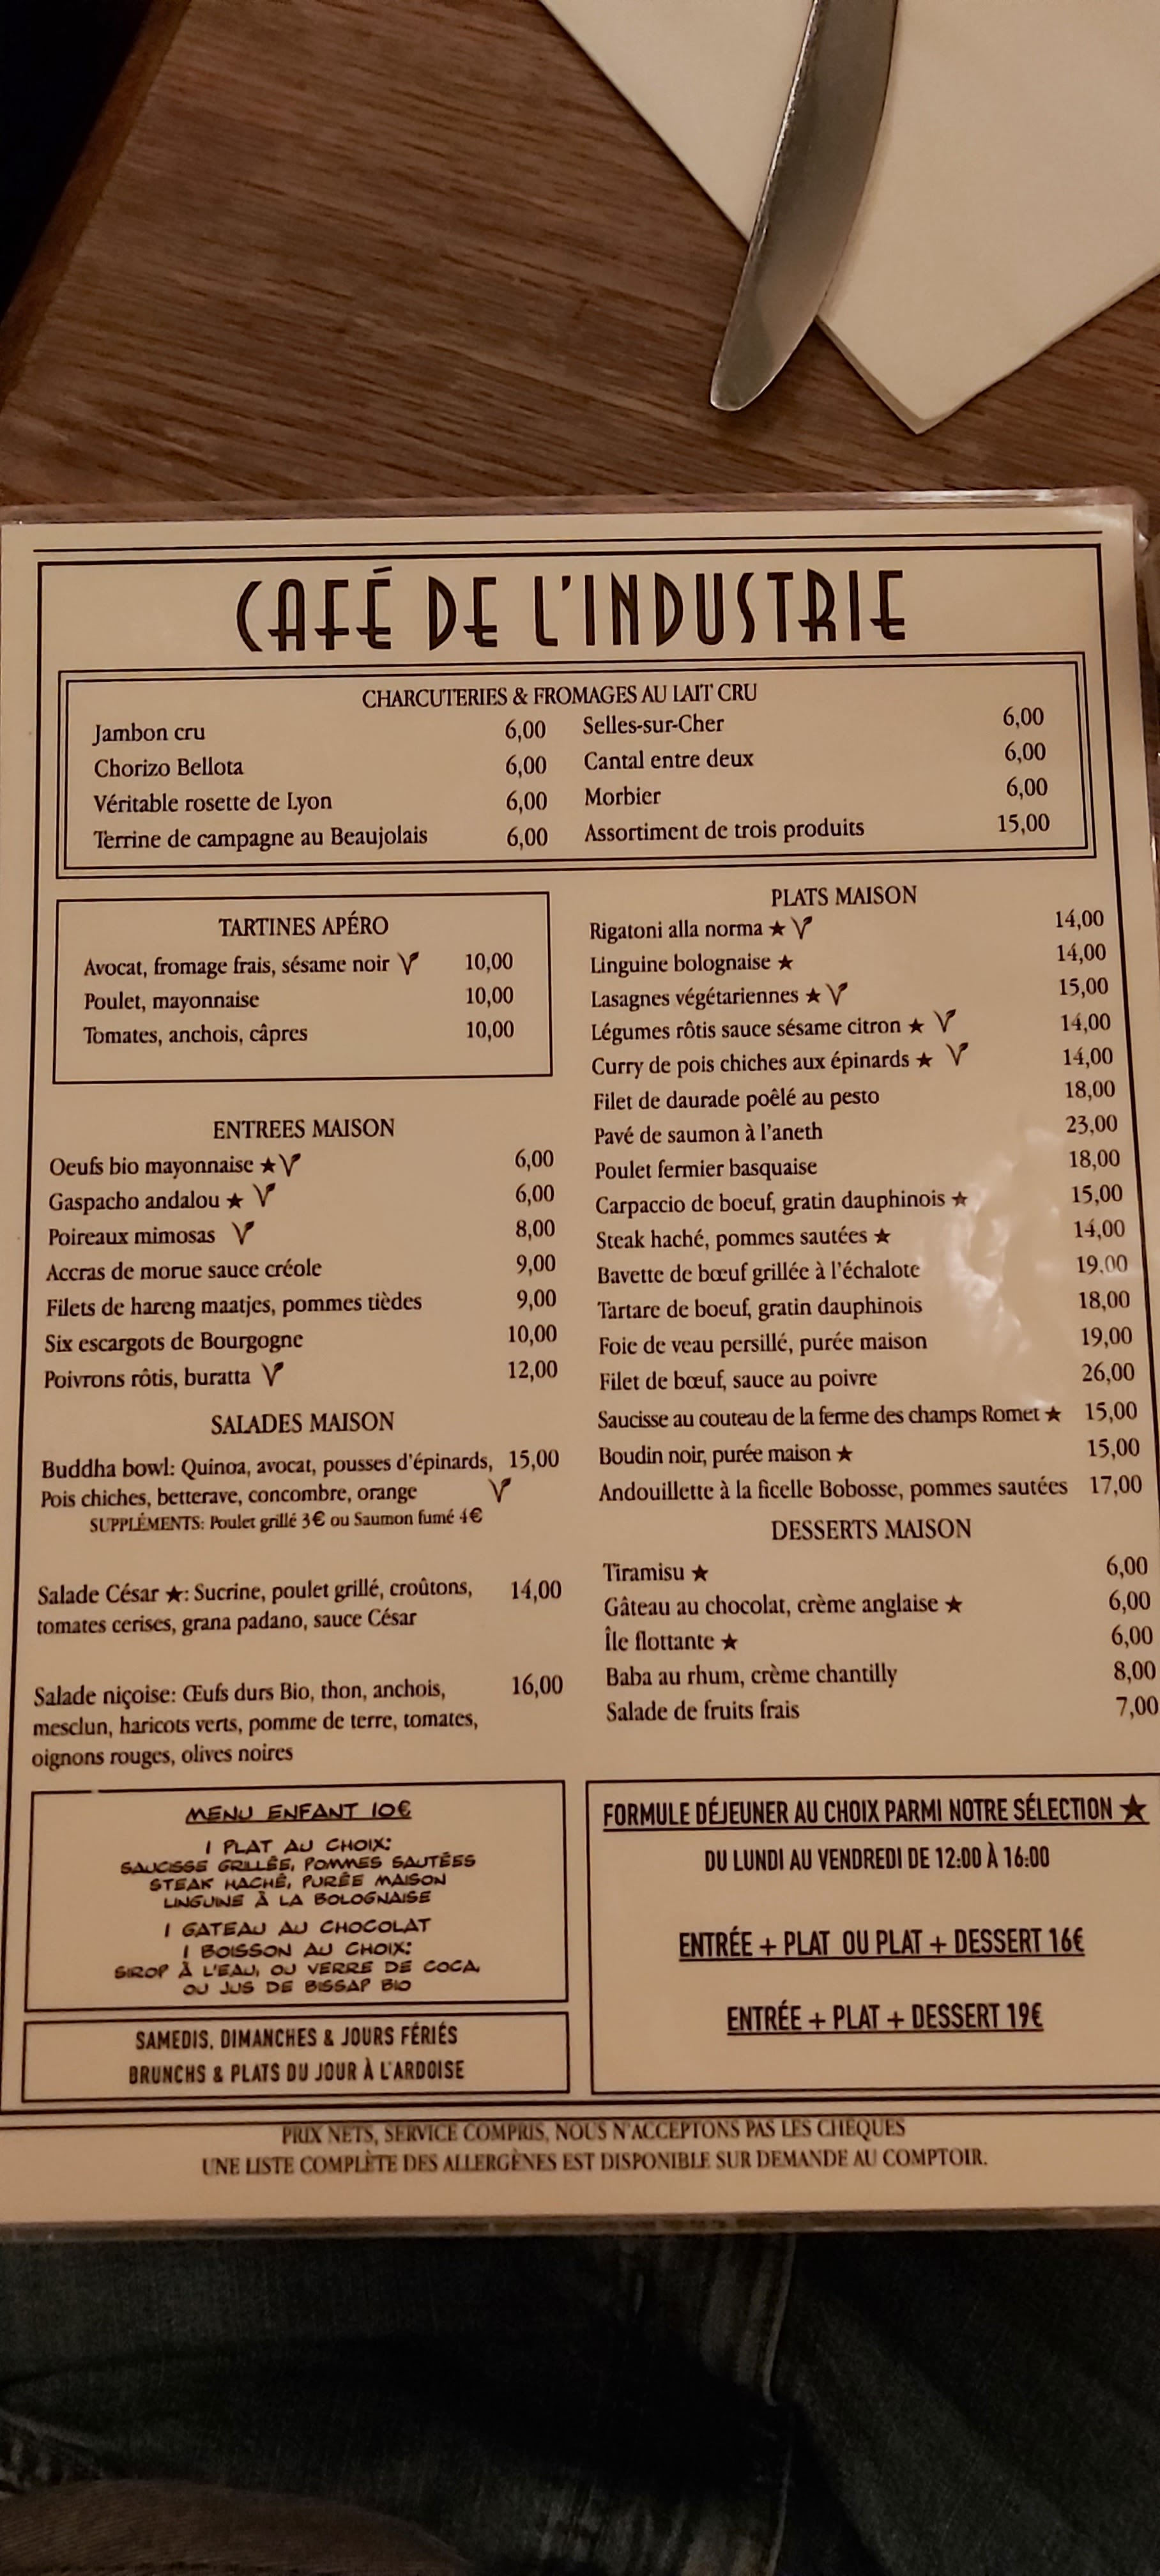 CAFÉ DE L'INDUSTRIE
CHARCUTERIES & FROMAGES AU LAIT CRU
Jambon cru 6,00
Chorizo Bellota 6,00
Véritable rosette de Lyon 6,00
Terrine de campagne au Beaujolais 6,00
Selles-sur-Cher 6,00
Cantal entre deux 6,00
Morbier 6,00
Assortiment de trois produits 15,00
TARTINES APÉRO
Avocat, fromage frais, sésame noir V 10,00
Poulet, mayonnaise 10,00
Tomates, anchois, câpres 10,00
ENTREES MAISON
Oeufs bio mayonnaise ★ V 6,00
Gaspacho andalou ★ V 6,00
Poireaux mimosas V 8,00
Accras de morue sauce créole 9,00
Filets de hareng maatjes, pommes tièdes 9,00
Six escargots de Bourgogne 10,00
Poivrons rôtis, buratta V 12,00
SALADES MAISON
Buddha bowl: Quinoa, avocat, pousses d'épinards, 15,00
Pois chiches, betterave, concombre, orange V
SUPPLÉMENTS: Poulet grillé 3€ ou Saumon fumé 4€
Salade César ★: Sucrine, poulet grillé, croûtons, 14,00
tomates cerises, grana padano, sauce César
Salade niçoise: Œufs durs Bio, thon, anchois, 16,00
mesclun, haricots verts, pomme de terre, tomates,
oignons rouges, olives noires
PLATS MAISON
Rigatoni alla norma ★ V 14,00
Linguine bolognaise ★ 14,00
Lasagnes végétariennes ★ V 15,00
Légumes rôtis sauce sésame citron ★ V 14,00
Curry de pois chiches aux épinards ★ V 14,00
Filet de daurade poêlé au pesto 18,00
Pavé de saumon à l'aneth 23,00
Poulet fermier basquaise 18,00
Carpaccio de boeuf, gratin dauphinois ★ 15,00
Steak haché, pommes sautées ★ 14,00
Bavette de bœuf grillée à l'échalote 19,00
Tartare de boeuf, gratin dauphinois 18,00
Foie de veau persillé, purée maison 19,00
Filet de bœuf, sauce au poivre 26,00
Saucisse au couteau de la ferme des champs Romet ★ 15,00
Boudin noir, purée maison ★ 15,00
Andouillette à la ficelle Bobosse, pommes sautées 17,00
DESSERTS MAISON
Tiramisu ★ 6,00
Gâteau au chocolat, crème anglaise ★ 6,00
Île flottante ★ 6,00
Baba au rhum, crème chantilly 8,00
Salade de fruits frais 7,00
MENU ENFANT 10€
1 PLAT AU CHOIX:
SAUCISSE GRILLÉE, POMMES SAUTÉES
STEAK HACHÉ, PURÉE MAISON
LINGUINE À LA BOLOGNAISE
1 GATEAU AU CHOCOLAT
1 BOISSON AU CHOIX:
SIROP À L'EAU, OU VERRE DE COCA,
OU JUS DE BISSAP BIO
SAMEDIS, DIMANCHES & JOURS FÉRIÉS
BRUNCHS & PLATS DU JOUR À L'ARDOISE
FORMULE DÉJEUNER AU CHOIX PARMI NOTRE SÉLECTION ★
DU LUNDI AU VENDREDI DE 12:00 À 16:00
ENTRÉE + PLAT OU PLAT + DESSERT 16€
ENTRÉE + PLAT + DESSERT 19€
PRIX NETS, SERVICE COMPRIS, NOUS N'ACCEPTONS PAS LES CHÈQUES
UNE LISTE COMPLÈTE DES ALLERGÈNES EST DISPONIBLE SUR DEMANDE AU COMPTOIR.